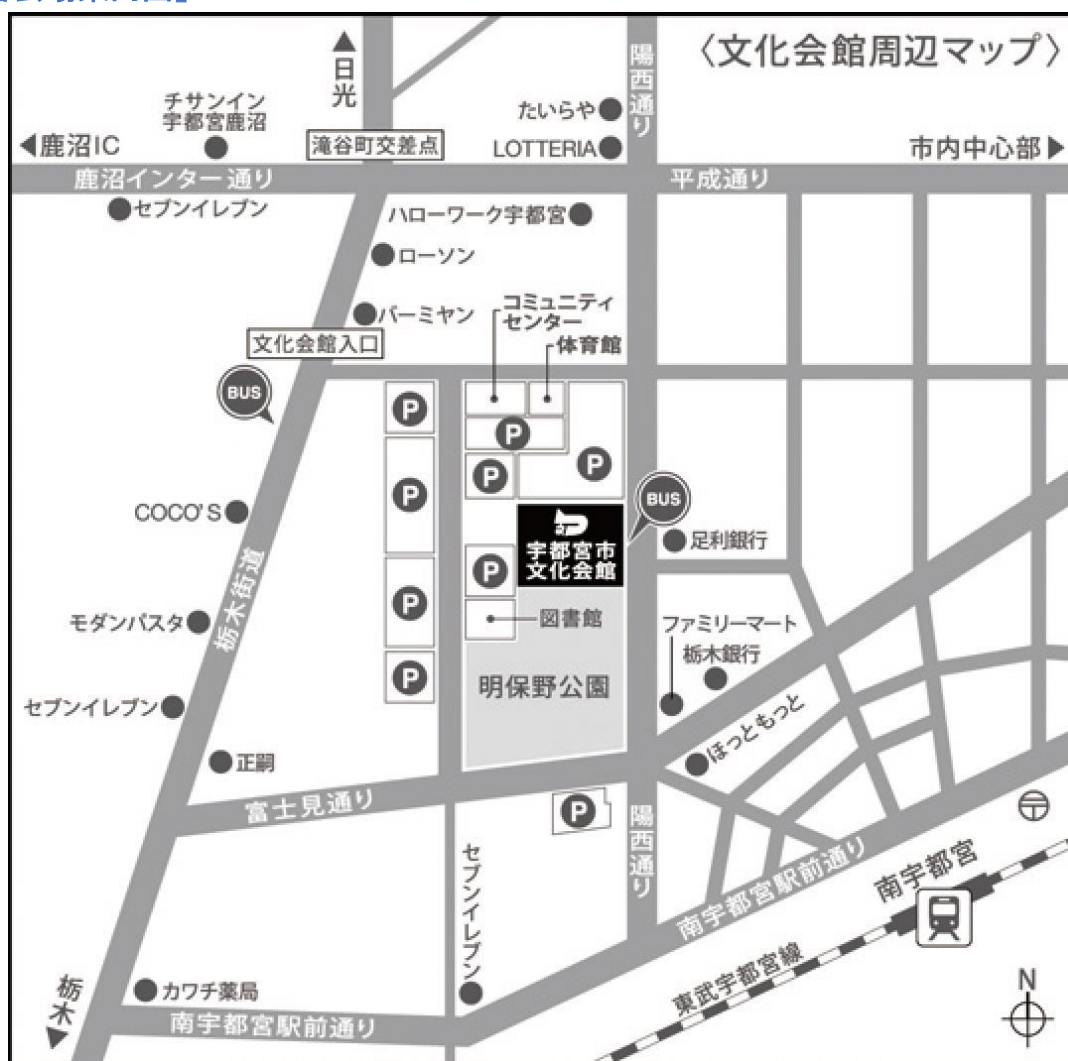 〈文化会館周辺マップ〉
▲日光
陽西通り
チサンイン
宇都宮鹿沼
たいらや
◀鹿沼IC
滝谷町交差点
LOTTERIA
市内中心部▶
鹿沼インター通り
平成通り
セブンイレブン
ハローワーク宇都宮
ローソン
バーミヤン
コミュニティ
センター
体育館
文化会館入口
BUS
P
P
P
P
P
BUS
COCO'S
宇都宮市
文化会館
足利銀行
P
P
図書館
モダンパスタ
栃木街道
ファミリーマート
栃木銀行
P
明保野公園
セブンイレブン
ほっともっと
正嗣
富士見通り
P
陽西通り
セブンイレブン
南宇都宮駅前通り
南宇都宮
東武宇都宮線
栃木▼
カワチ薬局
南宇都宮駅前通り
N